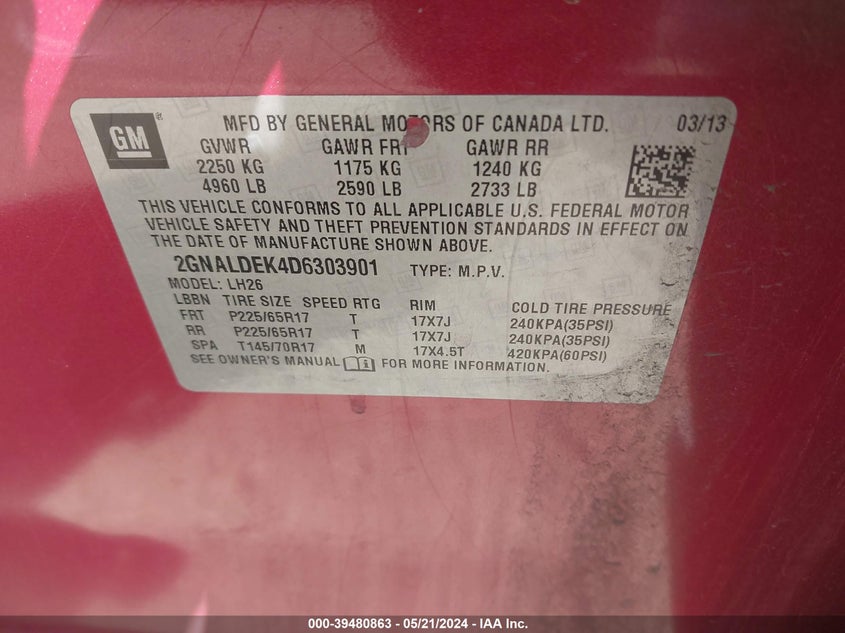 GM ®
MFD BY GENERAL MOTORS OF CANADA LTD. 03/13
GVWR GAWR FRT GAWR RR
2250 KG 1175 KG 1240 KG
4960 LB 2590 LB 2733 LB
THIS VEHICLE CONFORMS TO ALL APPLICABLE U.S. FEDERAL MOTOR
VEHICLE SAFETY AND THEFT PREVENTION STANDARDS IN EFFECT ON
THE DATE OF MANUFACTURE SHOWN ABOVE.
2GNALDEK4D6303901 TYPE: M.P.V.
MODEL: LH26
LBBN TIRE SIZE SPEED RTG RIM COLD TIRE PRESSURE
FRT P225/65R17 T 17X7J 240KPA(35PSI)
RR P225/65R17 T 17X7J 240KPA(35PSI)
SPA T145/70R17 M 17X4.5T 420KPA(60PSI)
SEE OWNER'S MANUAL FOR MORE INFORMATION.
000-39480863 - 05/21/2024 - IAA Inc.